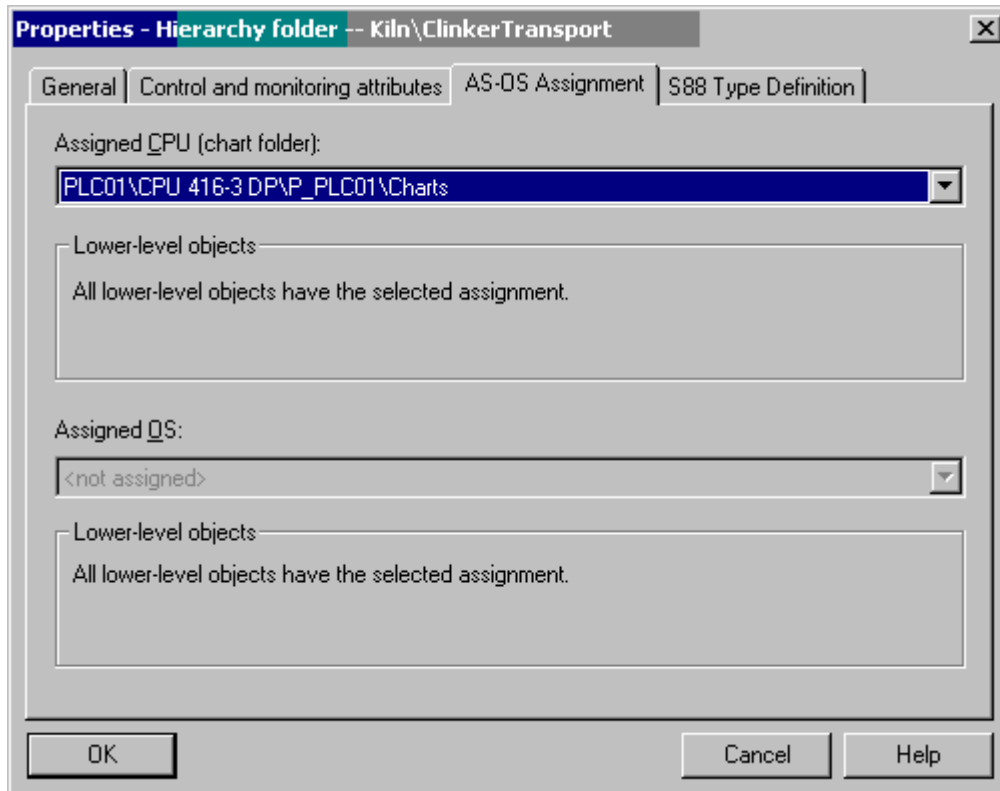 Properties - Hierarchy folder -- Kiln\ClinkerTransport
General Control and monitoring attributes AS-OS Assignment S88 Type Definition
Assigned CPU (chart folder):
PLC01\CPU 416-3 DP\P_PLC01\Charts
Lower-level objects
All lower-level objects have the selected assignment.
Assigned OS:
<not assigned>
Lower-level objects
All lower-level objects have the selected assignment.
OK Cancel Help